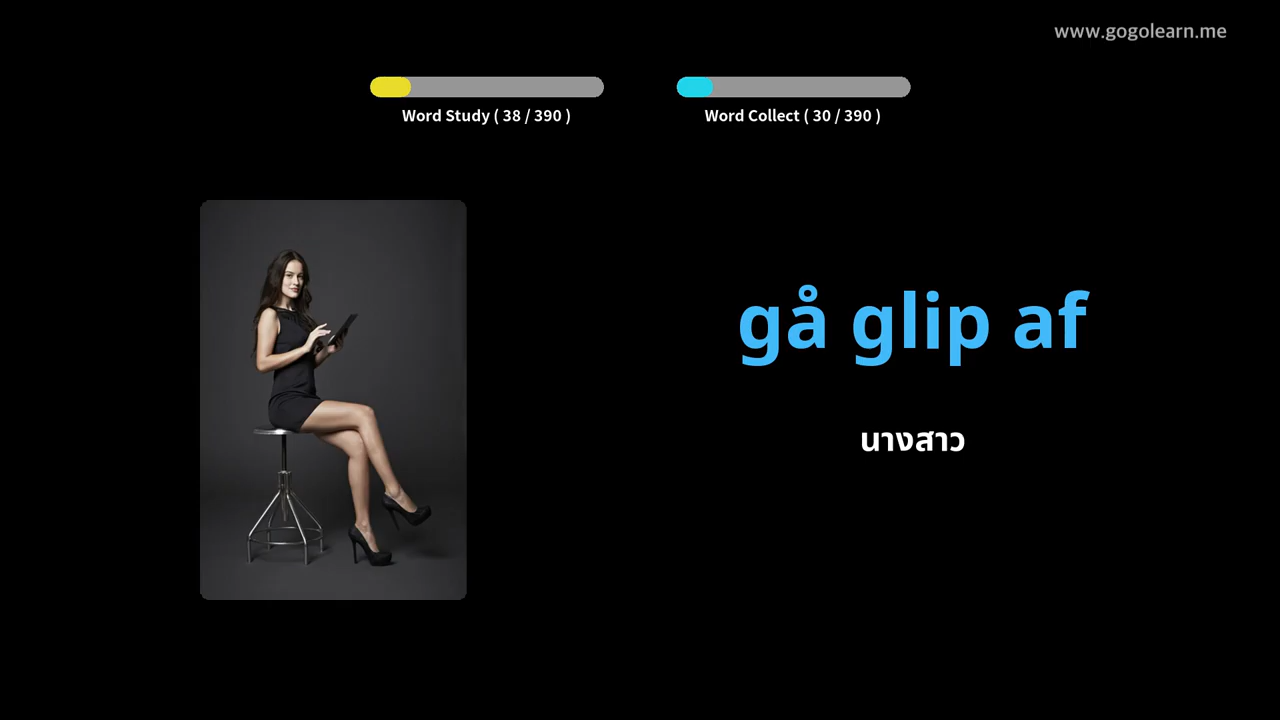 www.gogolearn.me
Word Study ( 38 / 390 )
Word Collect ( 30 / 390 )
gå glip af
นางสาว